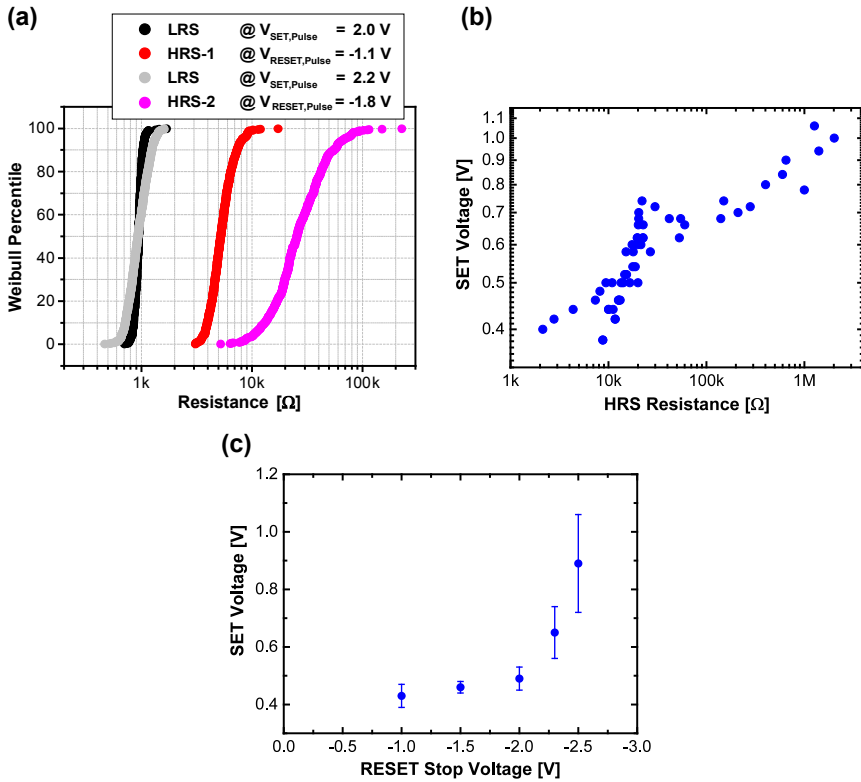 (a)
LRS @ V_SET,Pulse = 2.0 V
HRS-1 @ V_RESET,Pulse = -1.1 V
LRS @ V_SET,Pulse = 2.2 V
HRS-2 @ V_RESET,Pulse = -1.8 V
100
80
60
40
20
0
Weibull Percentile
1k 10k 100k
Resistance [Ω]
(b)
1.1
1.0
0.9
0.8
0.7
0.6
0.5
0.4
SET Voltage [V]
1k 10k 100k 1M
HRS Resistance [Ω]
(c)
1.2
1.0
0.8
0.6
0.4
SET Voltage [V]
0.0 -0.5 -1.0 -1.5 -2.0 -2.5 -3.0
RESET Stop Voltage [V]